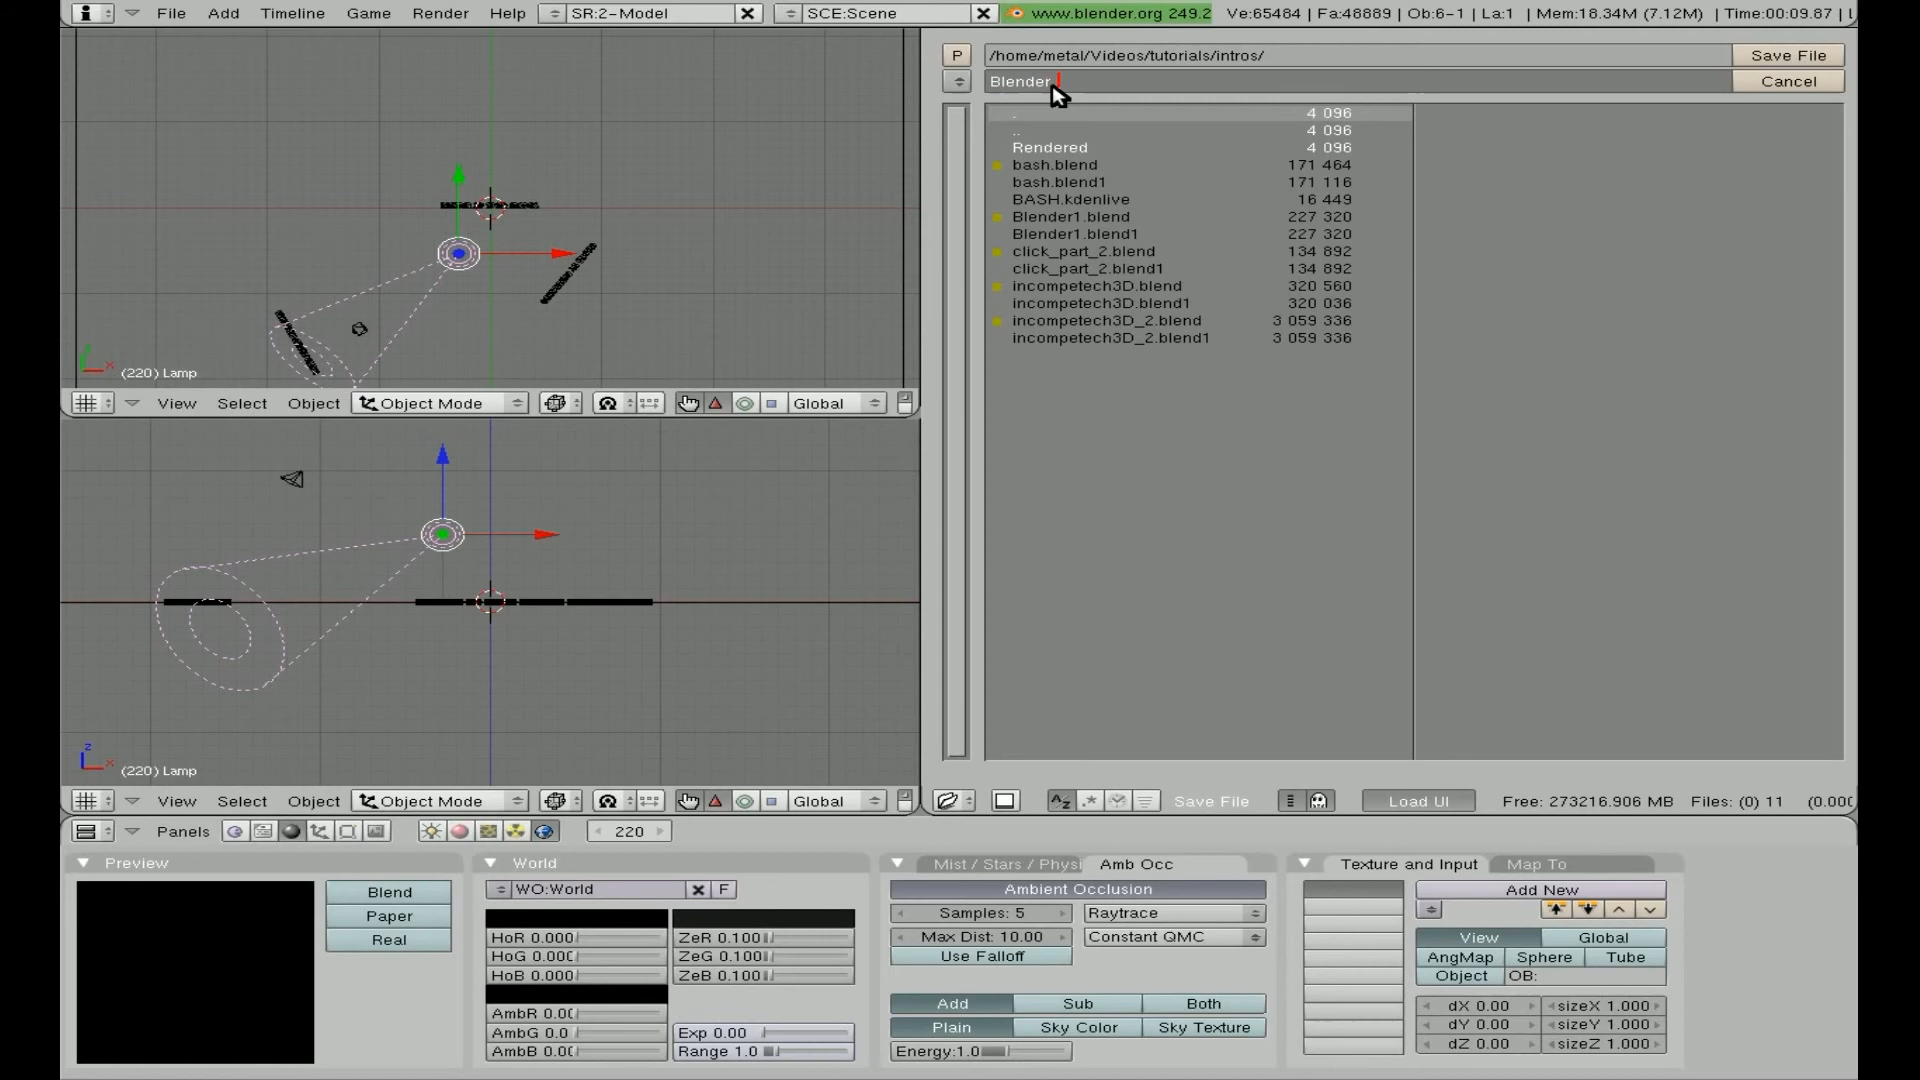 File Add Timeline Game Render Help SR:2-Model SCE:Scene www.blender.org 249.2 Ve:65484 | Fa:48889 | Ob:6-1 | La:1 | Mem:18.34M (7.12M) | Time:00:09.87 |
P /home/metal/Videos/tutorials/intros/ Save File
Blender Cancel
. 4 096
.. 4 096
Rendered 4 096
bash.blend 171 464
bash.blend1 171 116
BASH.kdenlive 16 449
Blender1.blend 227 320
Blender1.blend1 227 320
click_part_2.blend 134 892
click_part_2.blend1 134 892
incompetech3D.blend 320 560
incompetech3D.blend1 320 036
incompetech3D_2.blend 3 059 336
incompetech3D_2.blend1 3 059 336
x
(220) Lamp
View Select Object Object Mode Global
z
x
(220) Lamp
View Select Object Object Mode Global
Save File Load UI Free: 273216.906 MB Files: (0) 11 (0.000
Panels 220
Preview World Mist / Stars / Physi Amb Occ Texture and Input Map To
Blend
Paper
Real
WO:World F
HoR 0.000 ZeR 0.100
HoG 0.000 ZeG 0.100
HoB 0.000 ZeB 0.100
AmbR 0.00
AmbG 0.0 Exp 0.00
AmbB 0.00 Range 1.0
Ambient Occlusion
Samples: 5 Raytrace
Max Dist: 10.00 Constant QMC
Use Falloff
Add Sub Both
Plain Sky Color Sky Texture
Energy:1.0
Add New
View Global
AngMap Sphere Tube
Object OB:
dX 0.00 sizeX 1.000
dY 0.00 sizeY 1.000
dZ 0.00 sizeZ 1.000